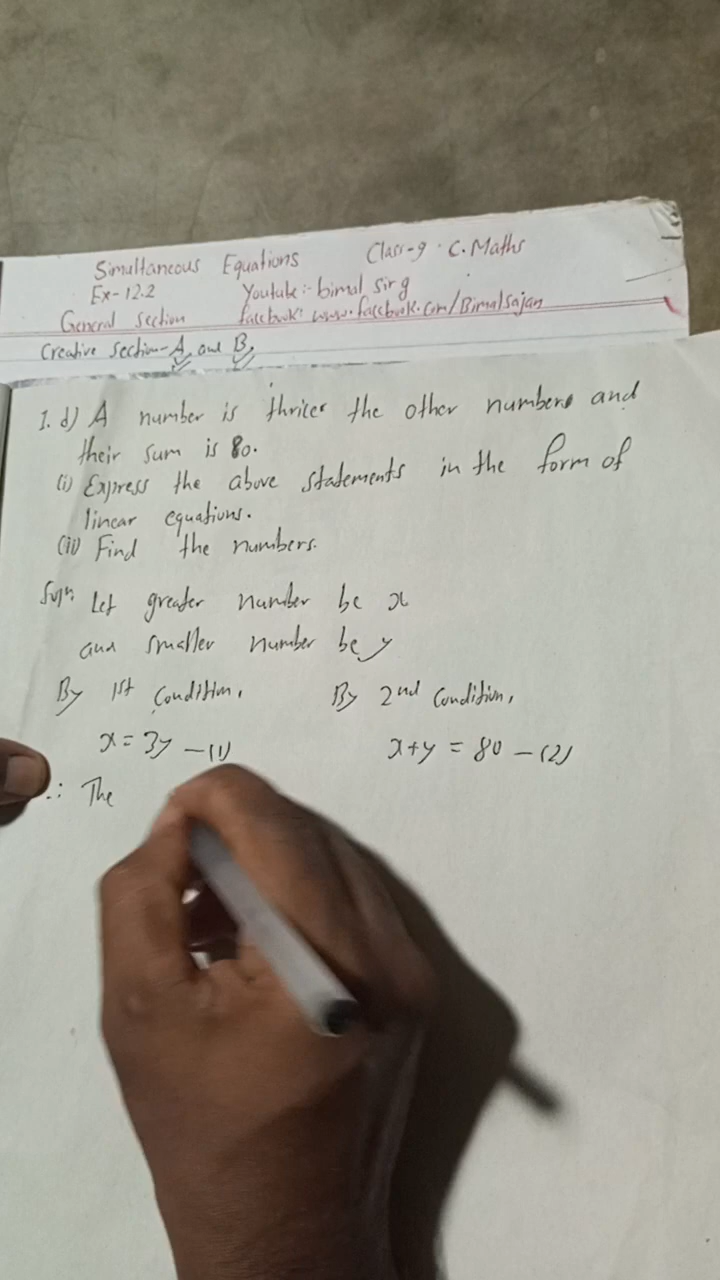 Simultaneous Equations Class-9 C. Maths
Ex-12.2 Youtube:- bimal sir g
General section facebook: www.facebook.com/Bimalsajan
Creative section-A and B,
1. d) A number is thrice the other number and
their sum is 80.
(i) Express the above statements in the form of
linear equations.
(ii) Find the numbers.
Soln: Let greater number be x
and smaller number be y
By 1st Condition, By 2nd Condition,
x = 3y -(1) x+y = 80 -(2)
∴ The